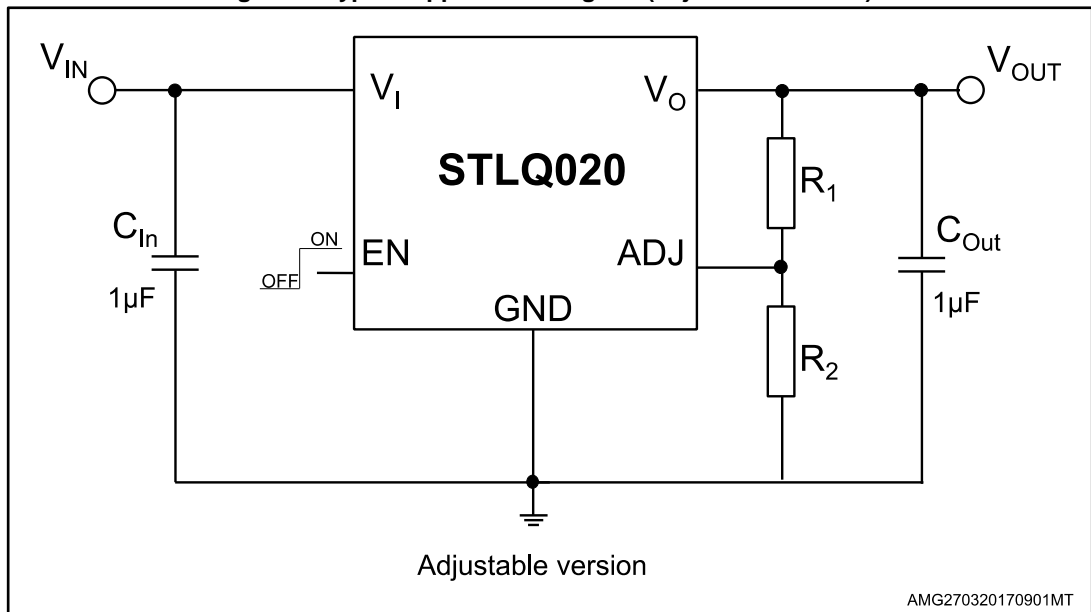 V_IN
V_I
V_O
V_OUT
STLQ020
R_1
C_In
1µF
ON
OFF
EN
ADJ
C_Out
1µF
GND
R_2
Adjustable version
AMG270320170901MT